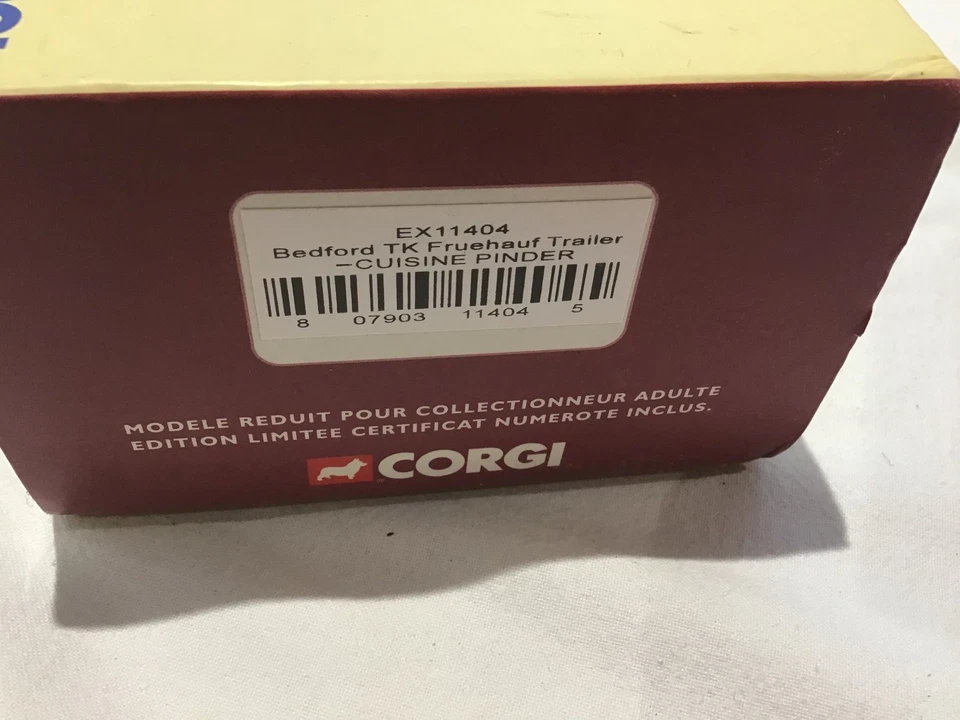 EX11404
Bedford TK Fruehauf Trailer
-CUISINE PINDER
8 07903 11404 5
MODELE REDUIT POUR COLLECTIONNEUR ADULTE
EDITION LIMITEE CERTIFICAT NUMEROTE INCLUS.
CORGI